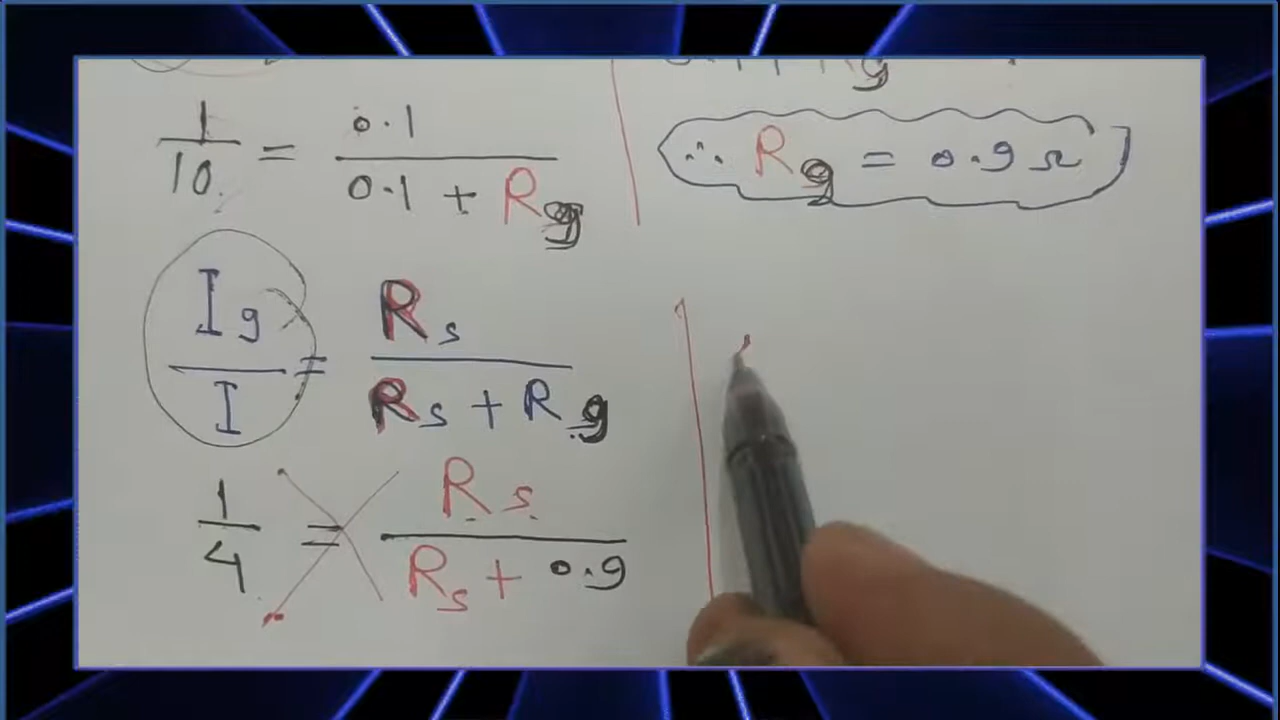 1/10 = 0.1/(0.1 + Rg)
∴ Rg = 0.9 Ω
Ig/I = Rs/(Rs + Rg)
1/4 = Rs/(Rs + 0.9)